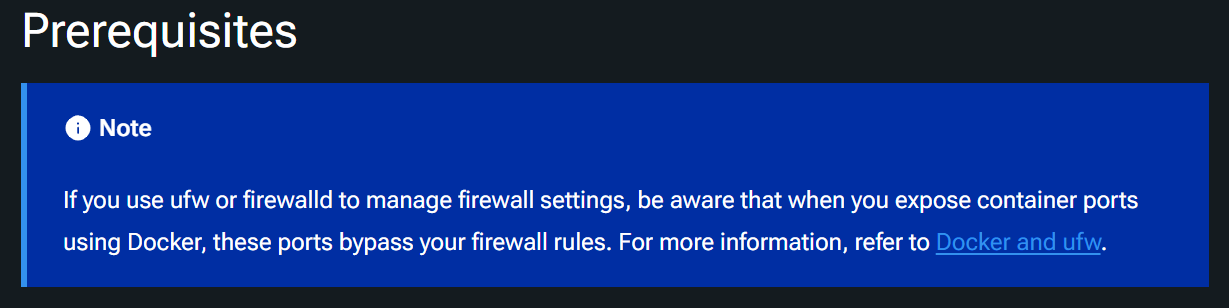 Prerequisites
Note
If you use ufw or firewalld to manage firewall settings, be aware that when you expose container ports
using Docker, these ports bypass your firewall rules. For more information, refer to Docker and ufw.